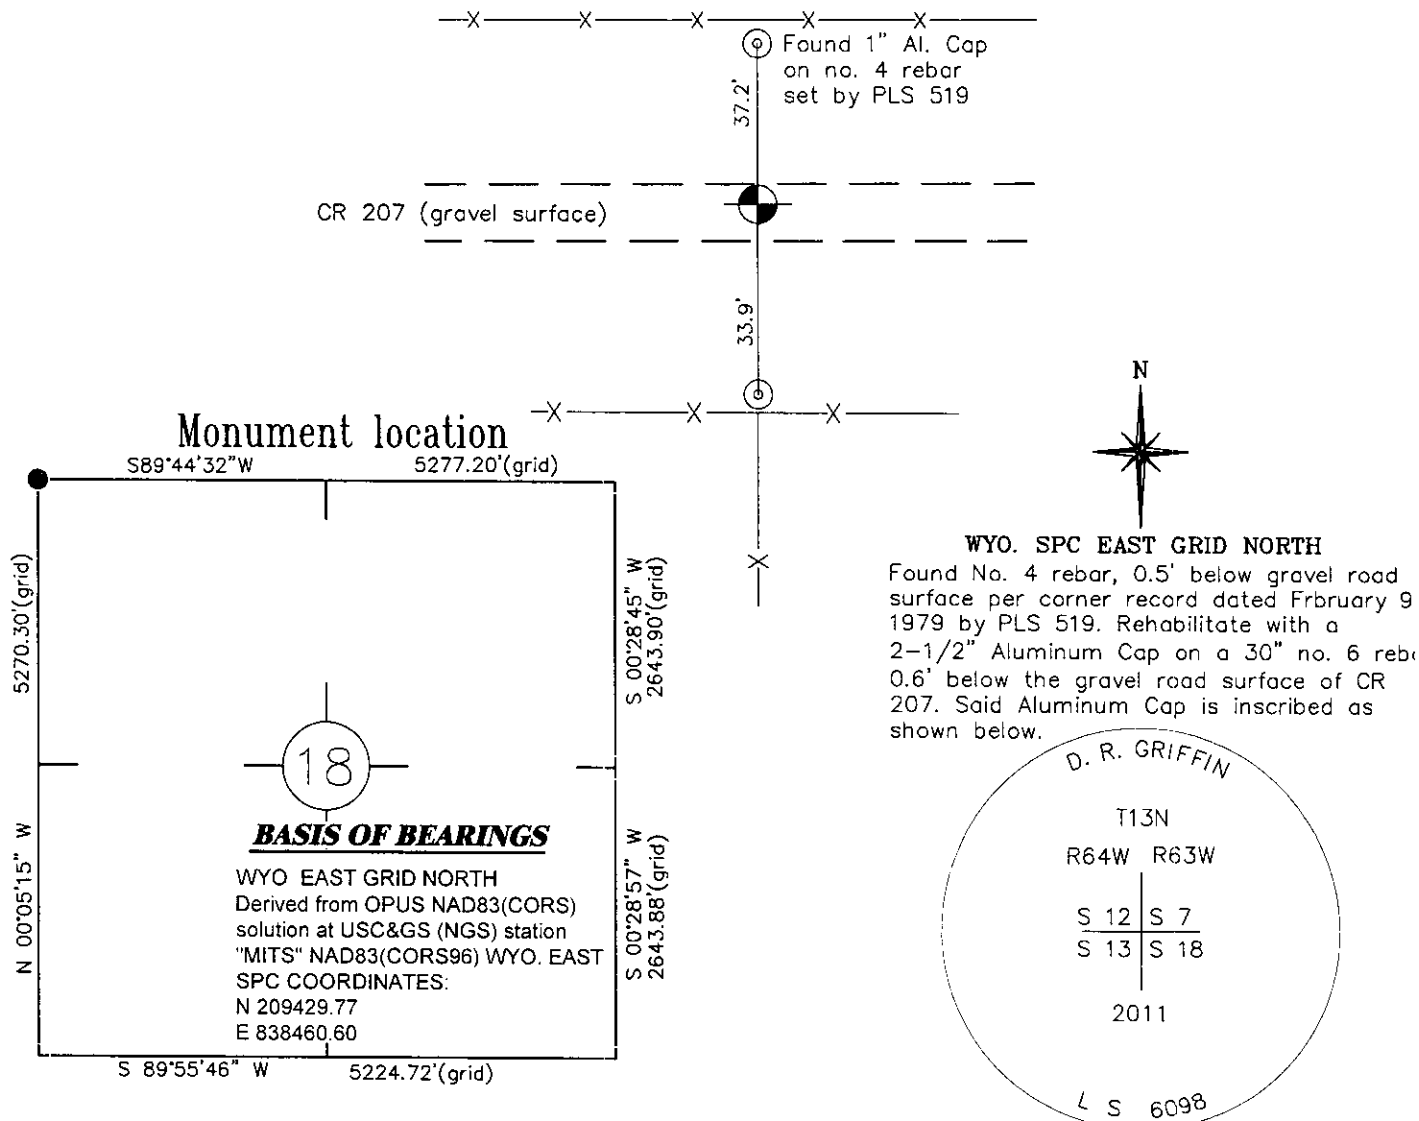 Found 1" Al. Cap
on no. 4 rebar
set by PLS 519
37.2'
CR 207 (gravel surface)
33.9'
Monument location
S89°44'32"W 5277.20'(grid)
5270.30'(grid)
N 00°05'15" W
S 00°28'45" W
2643.90'(grid)
18
S 00°28'57" W
2643.88'(grid)
BASIS OF BEARINGS
WYO EAST GRID NORTH
Derived from OPUS NAD83(CORS)
solution at USC&GS (NGS) station
"MITS" NAD83(CORS96) WYO. EAST
SPC COORDINATES:
N 209429.77
E 838460.60
S 89°55'46" W 5224.72'(grid)
N
WYO. SPC EAST GRID NORTH
Found No. 4 rebar, 0.5' below gravel road
surface per corner record dated Frbruary 9
1979 by PLS 519. Rehabilitate with a
2-1/2" Aluminum Cap on a 30" no. 6
0.6' below the gravel road surface of CR
207. Said Aluminum Cap is inscribed as
shown below.
D. R. GRIFFIN
T13N
R64W R63W
S 12 S 7
S 13 S 18
2011
L S 6098